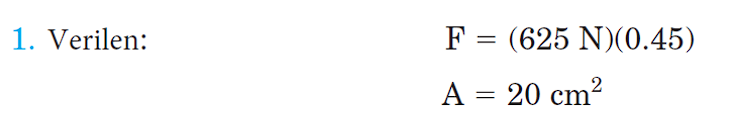 1. Verilen: F = (625 N)(0.45)
A = 20 cm²